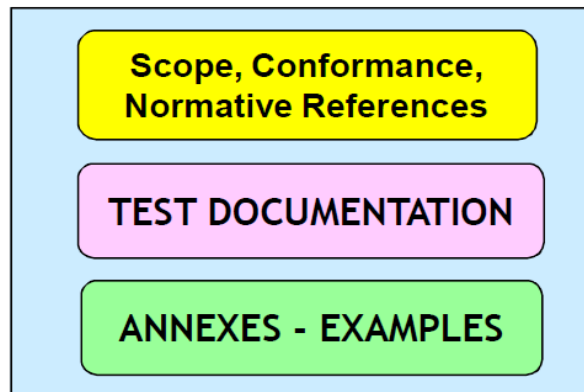 Scope, Conformance,
Normative References
TEST DOCUMENTATION
ANNEXES - EXAMPLES